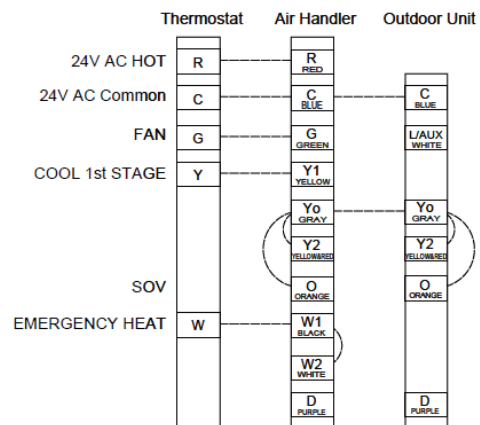 Thermostat Air Handler Outdoor Unit
24V AC HOT R R
RED
24V AC Common C C C
BLUE BLUE
FAN G G L/AUX
GREEN WHITE
COOL 1st STAGE Y Y1
YELLOW
Yo Yo
GRAY GRAY
Y2 Y2
YELLOW&RED YELLOW&RED
SOV O O
ORANGE ORANGE
EMERGENCY HEAT W W1
BLACK
W2
WHITE
D D
PURPLE PURPLE